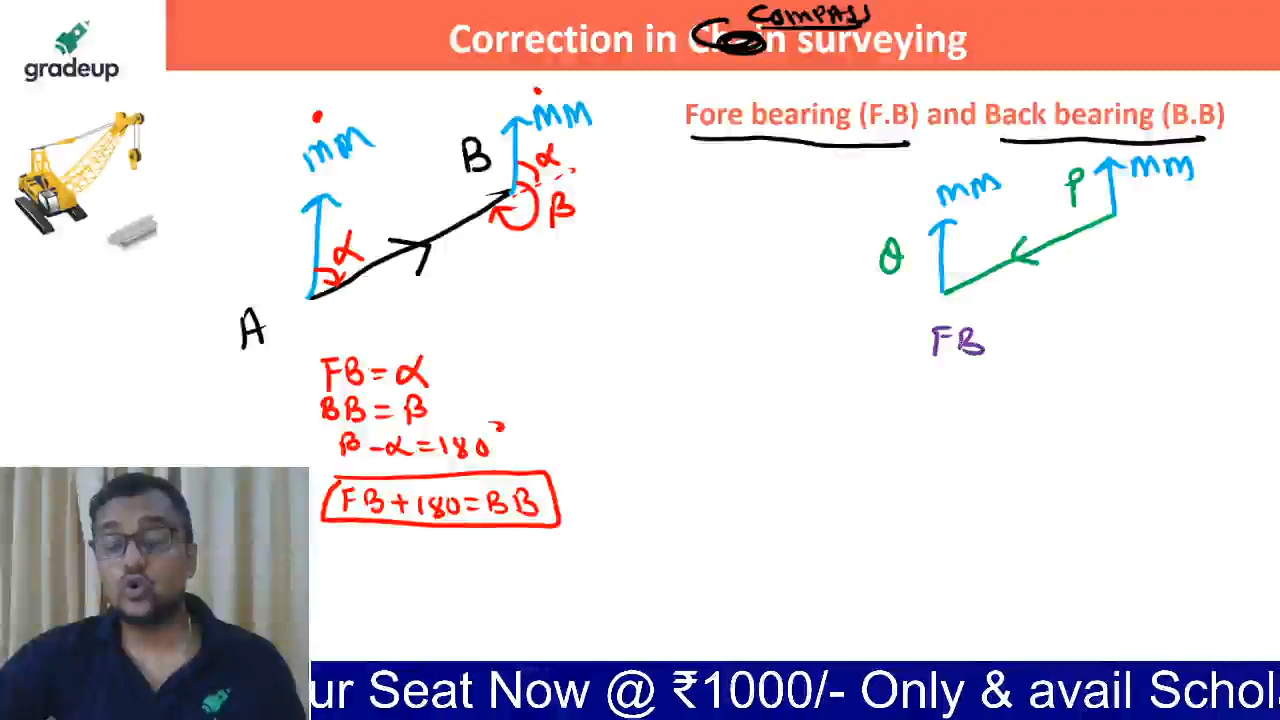 gradeup
COMPASS
Correction in Chain surveying
Fore bearing (F.B) and Back bearing (B.B)
MM
MM
B
α
β
α
A
FB = α
BB = β
β - α = 180°
FB + 180 = BB
MM
MM
P
Q
FB
ur Seat Now @ ₹1000/- Only & avail Schol